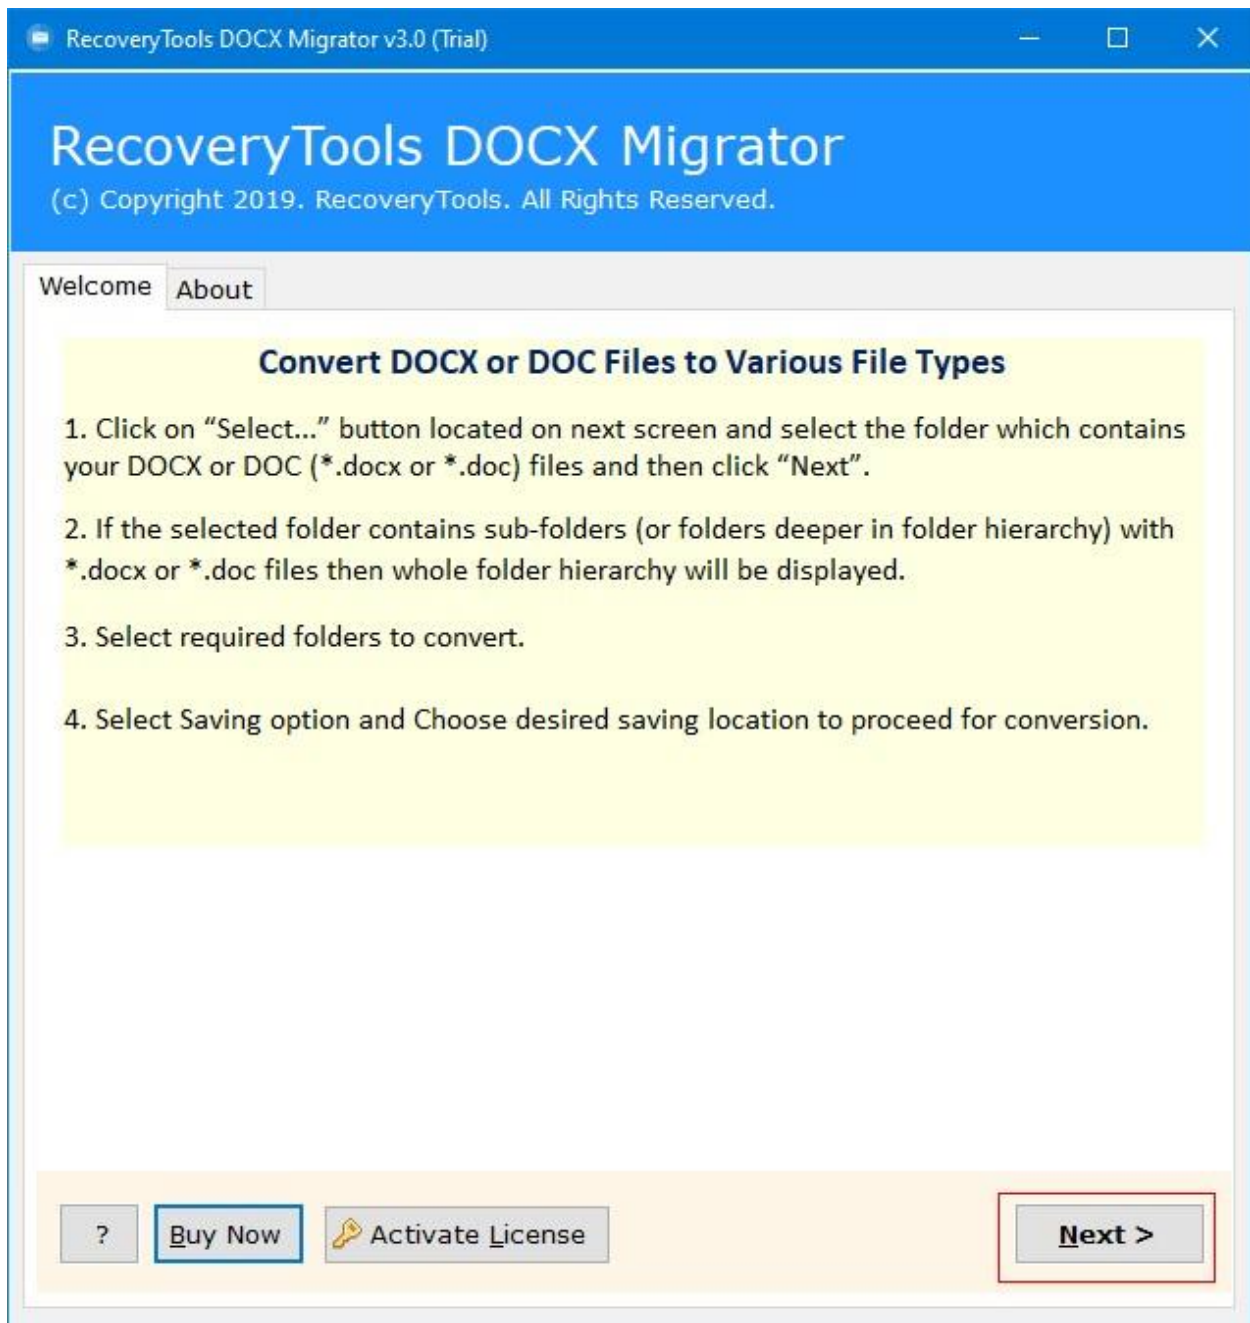 RecoveryTools DOCX Migrator v3.0 (Trial)
RecoveryTools DOCX Migrator
(c) Copyright 2019. RecoveryTools. All Rights Reserved.
Welcome About
Convert DOCX or DOC Files to Various File Types
1. Click on “Select...” button located on next screen and select the folder which contains
your DOCX or DOC (*.docx or *.doc) files and then click “Next”.
2. If the selected folder contains sub-folders (or folders deeper in folder hierarchy) with
*.docx or *.doc files then whole folder hierarchy will be displayed.
3. Select required folders to convert.
4. Select Saving option and Choose desired saving location to proceed for conversion.
? Buy Now Activate License Next >